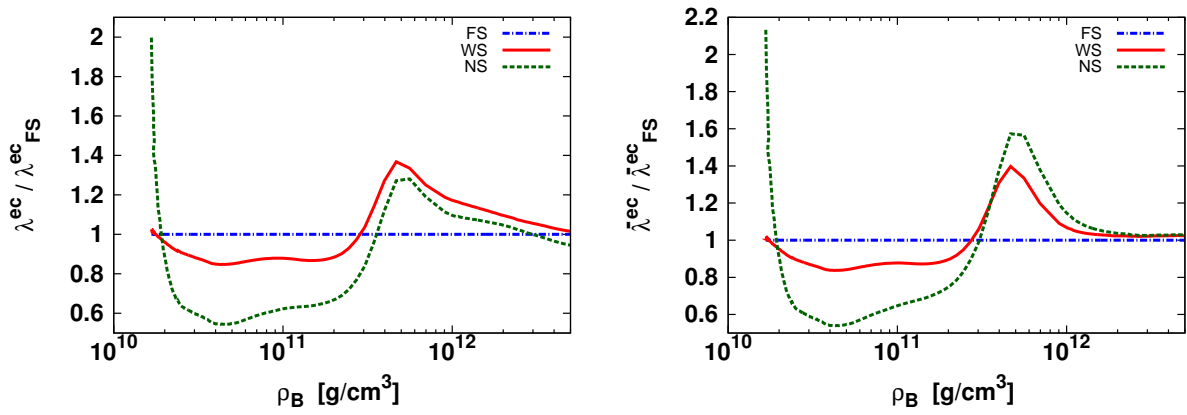 2
1.8
1.6
1.4
1.2
1
0.8
0.6
10^10
10^11
10^12
λ^ec / λ^ec_FS
ρ_B [g/cm^3]
FS
WS
NS
2.2
2
1.8
1.6
1.4
1.2
1
0.8
0.6
10^10
10^11
10^12
λ̄^ec / λ̄^ec_FS
ρ_B [g/cm^3]
FS
WS
NS